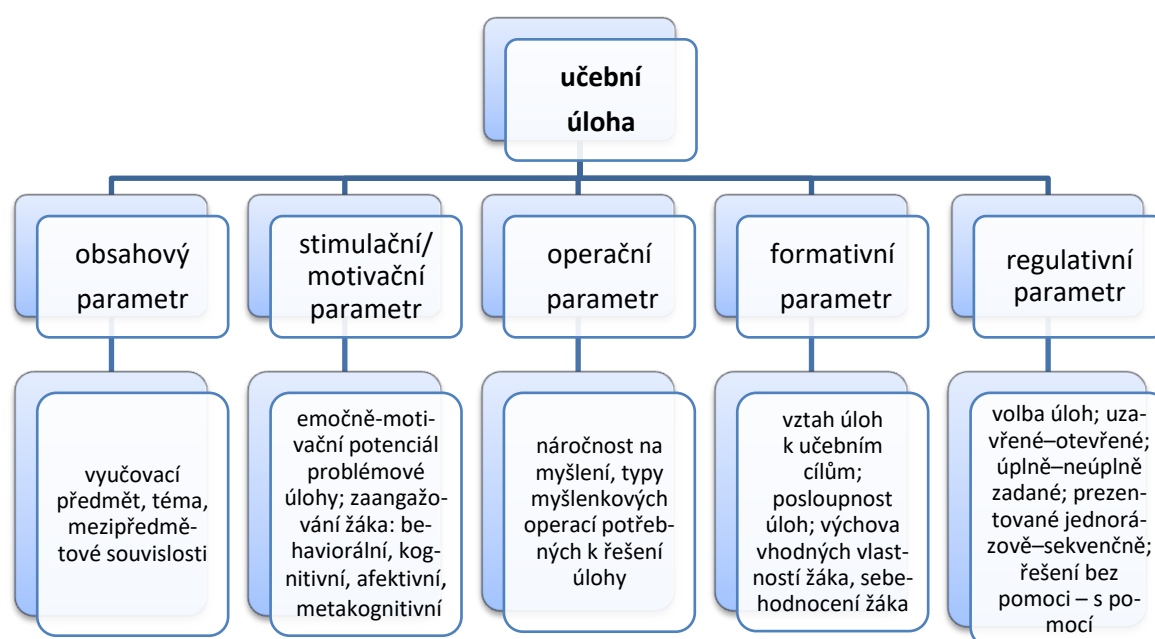 učební
úloha
obsahový
parametr
stimulační/
motivační
parametr
operační
parametr
formativní
parametr
regulativní
parametr
vyučovací
předmět, téma,
mezipředmě-
tové souvislosti
emočně-moti-
vační potenciál
problémové
úlohy; zaangažo-
vání žáka: be-
haviorální, kog-
nitivní, afektivní,
metakognitivní
náročnost na
myšlení, typy
myšlenkových
operací potřeb-
ných k řešení
úlohy
vztah úloh
k učebním
cílům;
posloupnost
úloh; výchova
vhodných vlast-
ností žáka, sebe-
hodnocení žáka
volba úloh; uza-
vřené–otevřené;
úplně–neúplně
zadané; prezen-
tované jednorá-
zově–sekvenčně;
řešení bez
pomoci – s po-
mocí